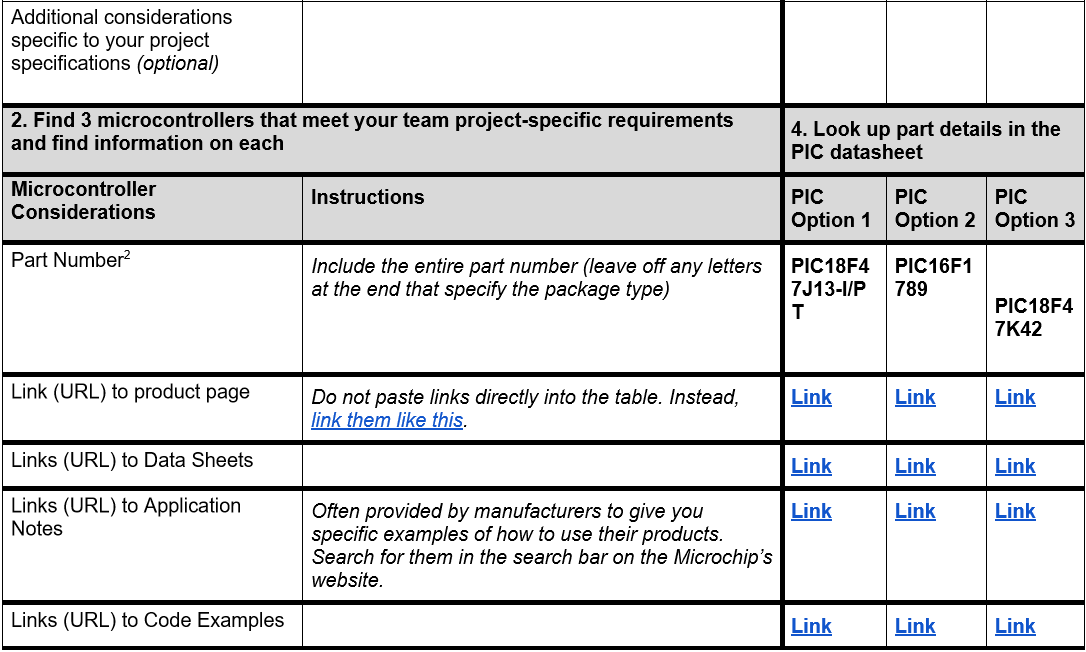 Additional considerations
specific to your project
specifications (optional)
2. Find 3 microcontrollers that meet your team project-specific requirements
and find information on each
4. Look up part details in the
PIC datasheet
Microcontroller
Considerations
Instructions
PIC
Option 1
PIC
Option 2
PIC
Option 3
Part Number2
Include the entire part number (leave off any letters
at the end that specify the package type)
PIC18F4
7J13-I/P
T
PIC16F1
789
PIC18F4
7K42
Link (URL) to product page
Do not paste links directly into the table. Instead,
link them like this.
Link
Link
Link
Links (URL) to Data Sheets
Link
Link
Link
Links (URL) to Application
Notes
Often provided by manufacturers to give you
specific examples of how to use their products.
Search for them in the search bar on the Microchip's
website.
Link
Link
Link
Links (URL) to Code Examples
Link
Link
Link